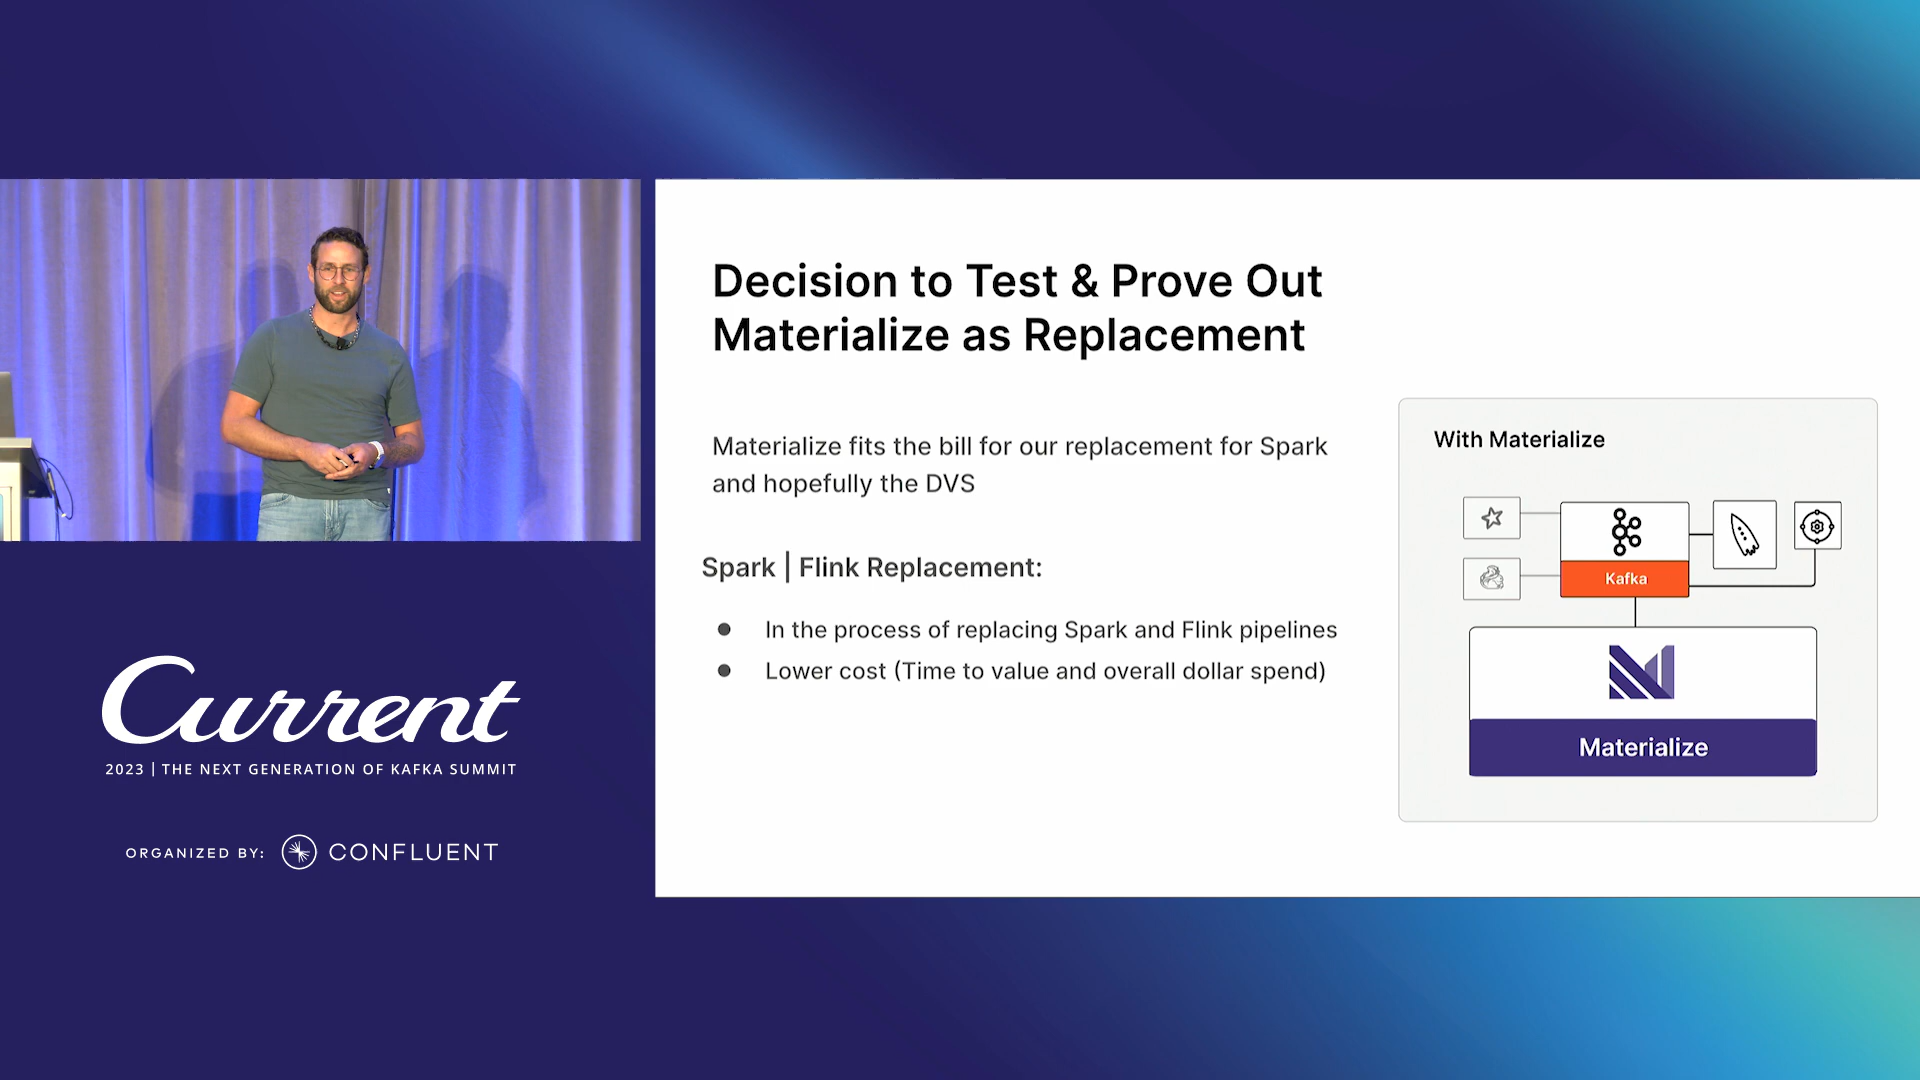 Decision to Test & Prove Out
Materialize as Replacement
Materialize fits the bill for our replacement for Spark
and hopefully the DVS
Spark | Flink Replacement:
● In the process of replacing Spark and Flink pipelines
● Lower cost (Time to value and overall dollar spend)
With Materialize
Kafka
Materialize
Current
2023 | THE NEXT GENERATION OF KAFKA SUMMIT
ORGANIZED BY: CONFLUENT